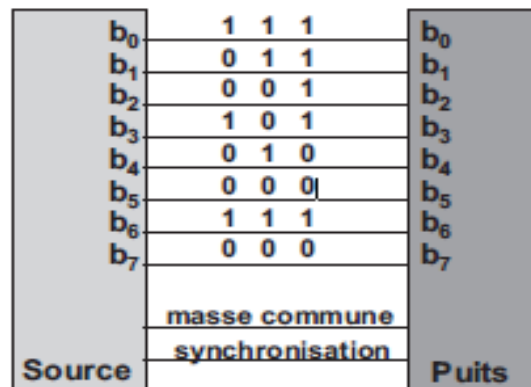 b0 1 1 1 b0
b1 0 1 1 b1
b2 0 0 1 b2
b3 1 0 1 b3
b4 0 1 0 b4
b5 0 0 0 b5
b6 1 1 1 b6
b7 0 0 0 b7
masse commune
synchronisation
Source Puits